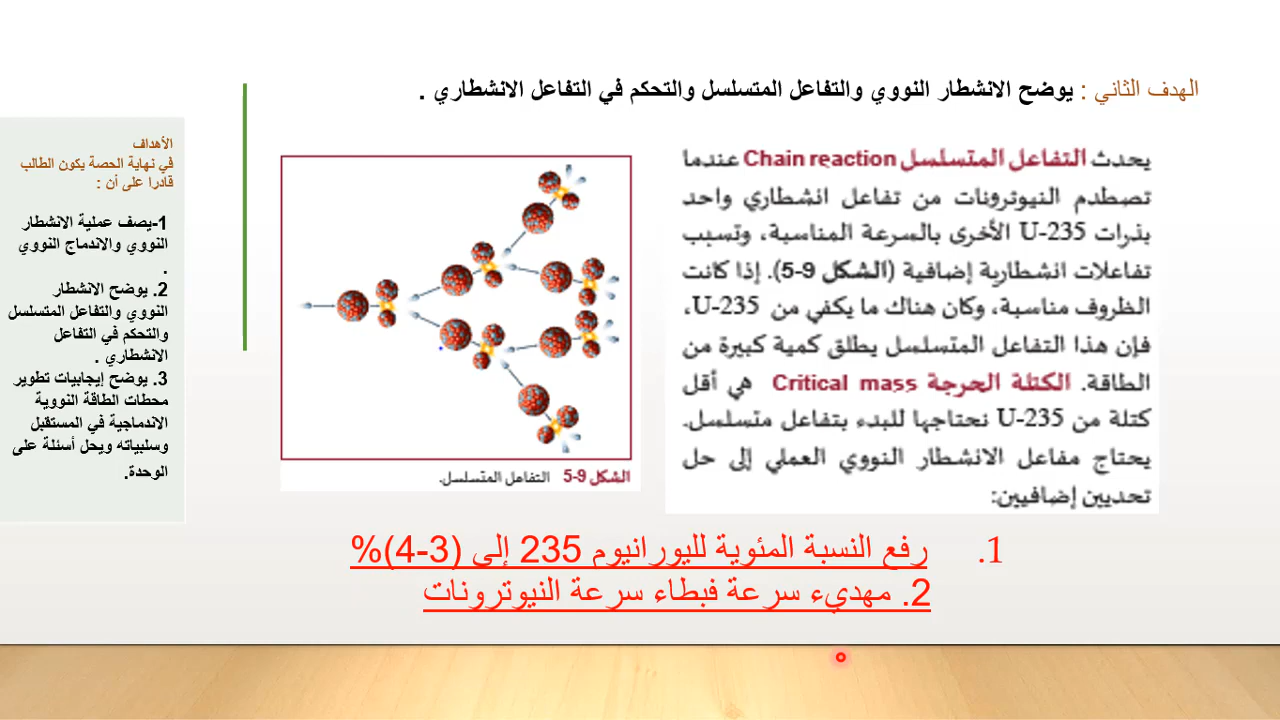 الهدف الثاني : يوضح الانشطار النووي والتفاعل المتسلسل والتحكم في التفاعل الانشطاري .
يحدث التفاعل المتسلسل Chain reaction عندما
تصطدم النيوترونات من تفاعل انشطاري واحد
بذرات U-235 الأخرى بالسرعة المناسبة، وتسبب
تفاعلات انشطارية إضافية (الشكل 9-5). إذا كانت
الظروف مناسبة، وكان هناك ما يكفي من U-235،
فإن هذا التفاعل المتسلسل يطلق كمية كبيرة من
الطاقة. الكتلة الحرجة Critical mass هي أقل
كتلة من U-235 نحتاجها للبدء بتفاعل متسلسل.
يحتاج مفاعل الانشطار النووي العملي إلى حل
تحديين إضافيين:
الشكل 9-5 التفاعل المتسلسل.
1. رفع النسبة المئوية لليورانيوم 235 إلى (3-4)%
2. مهديء سرعة فبطاء سرعة النيوترونات
الأهداف
في نهاية الحصة يكون الطالب
قادرا على أن :
1-يصف عملية الانشطار
النووي والاندماج النووي
.
2. يوضح الانشطار
النووي والتفاعل المتسلسل
والتحكم في التفاعل
الانشطاري .
3. يوضح إيجابيات تطوير
محطات الطاقة النووية
الاندماجية في المستقبل
وسلبياته ويحل أسئلة على
الوحدة.